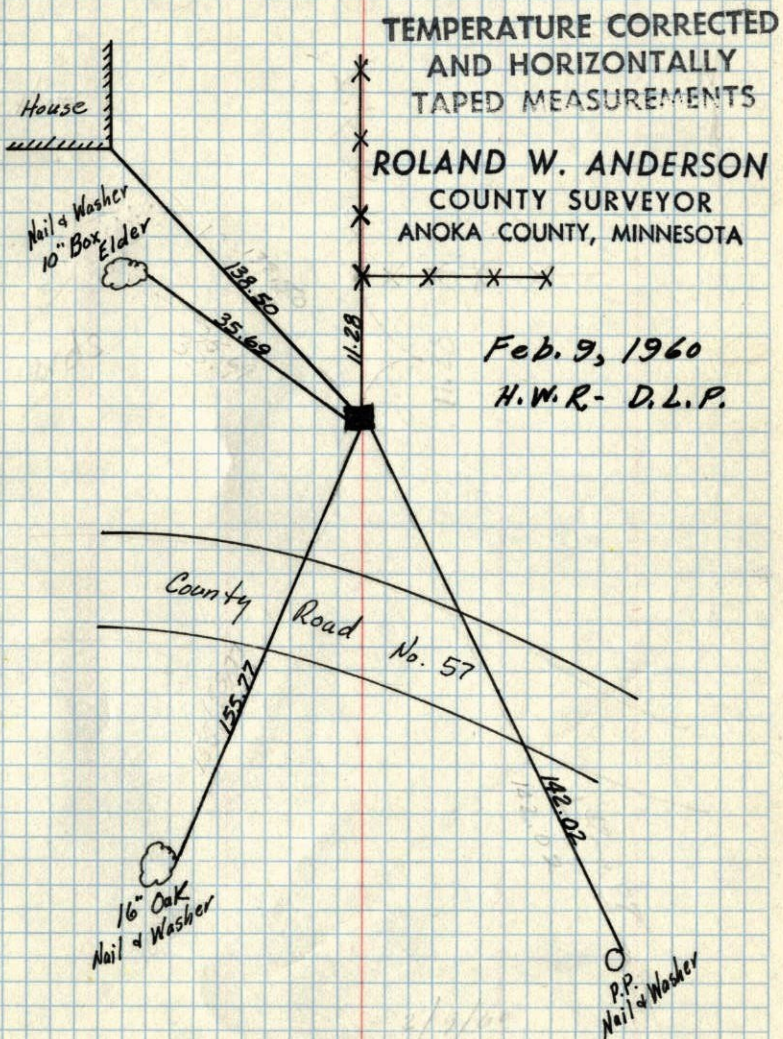 TEMPERATURE CORRECTED
AND HORIZONTALLY
TAPED MEASUREMENTS
House
ROLAND W. ANDERSON
COUNTY SURVEYOR
ANOKA COUNTY, MINNESOTA
Nail & Washer
10" Box Elder
138.50
35.69
11.28
Feb. 9, 1960
H.W.R- D.L.P.
County Road No. 57
155.77
142.02
16" Oak
Nail & Washer
P.P.
Nail & Washer